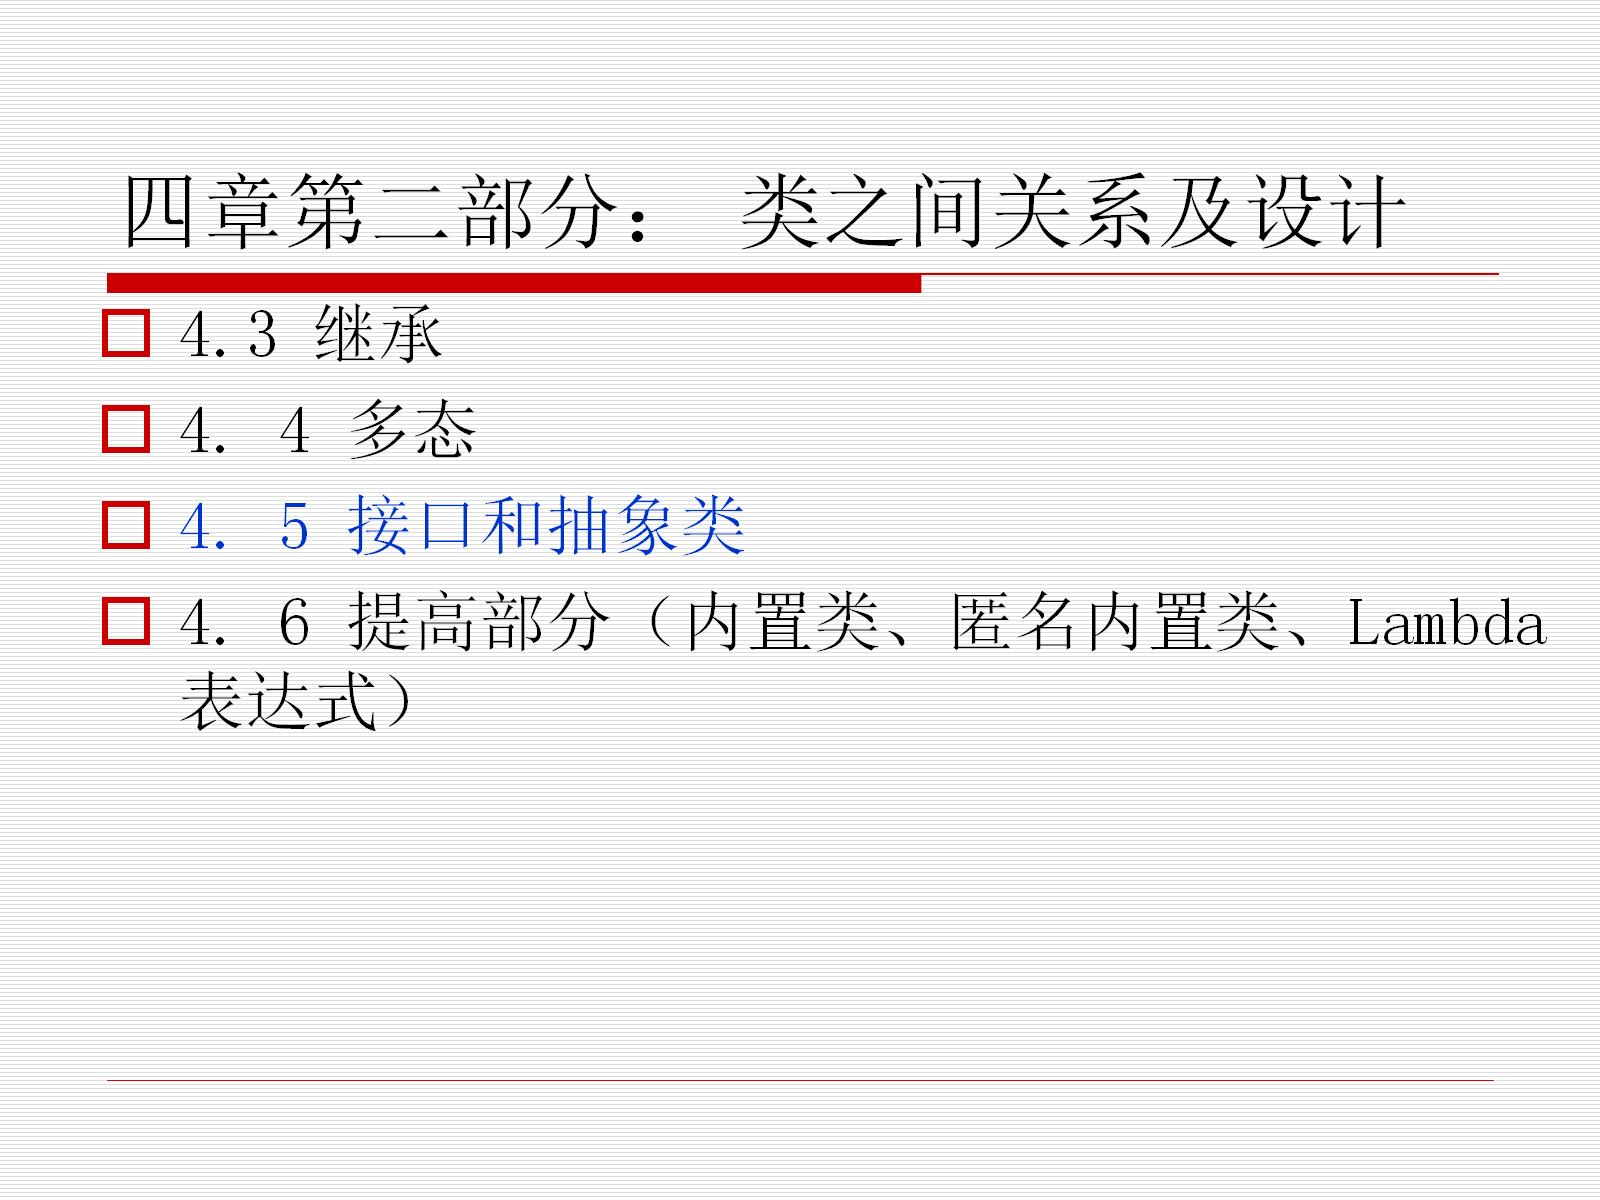 四章第二部分： 类之间关系及设计
4.3 继承
4. 4 多态
4. 5 接口和抽象类
4. 6 提高部分（内置类、匿名内置类、Lambda
表达式）